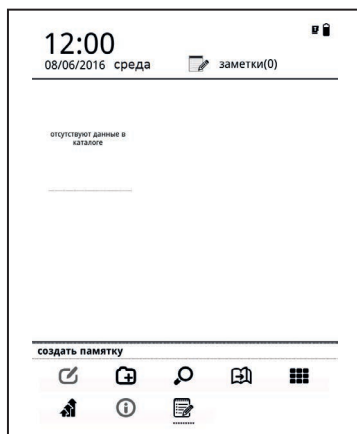 12:00
08/06/2016 среда
заметки(0)
отсутствуют данные в
каталоге
создать памятку